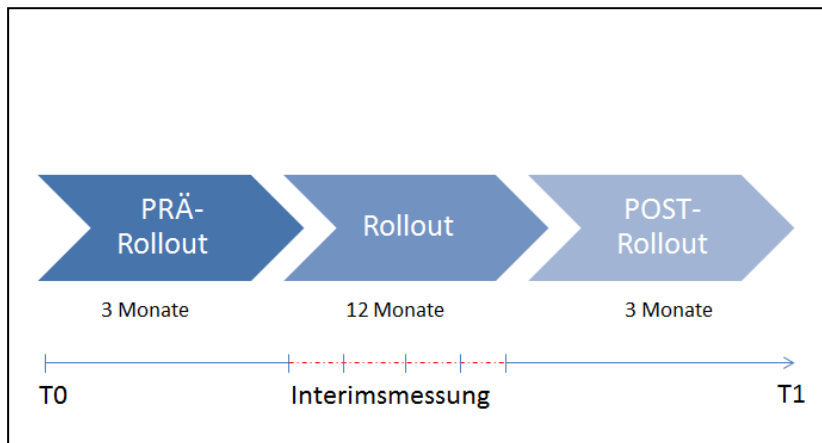 PRÄ-
Rollout
Rollout
POST-
Rollout
3 Monate
12 Monate
3 Monate
T0
Interimsmessung
T1